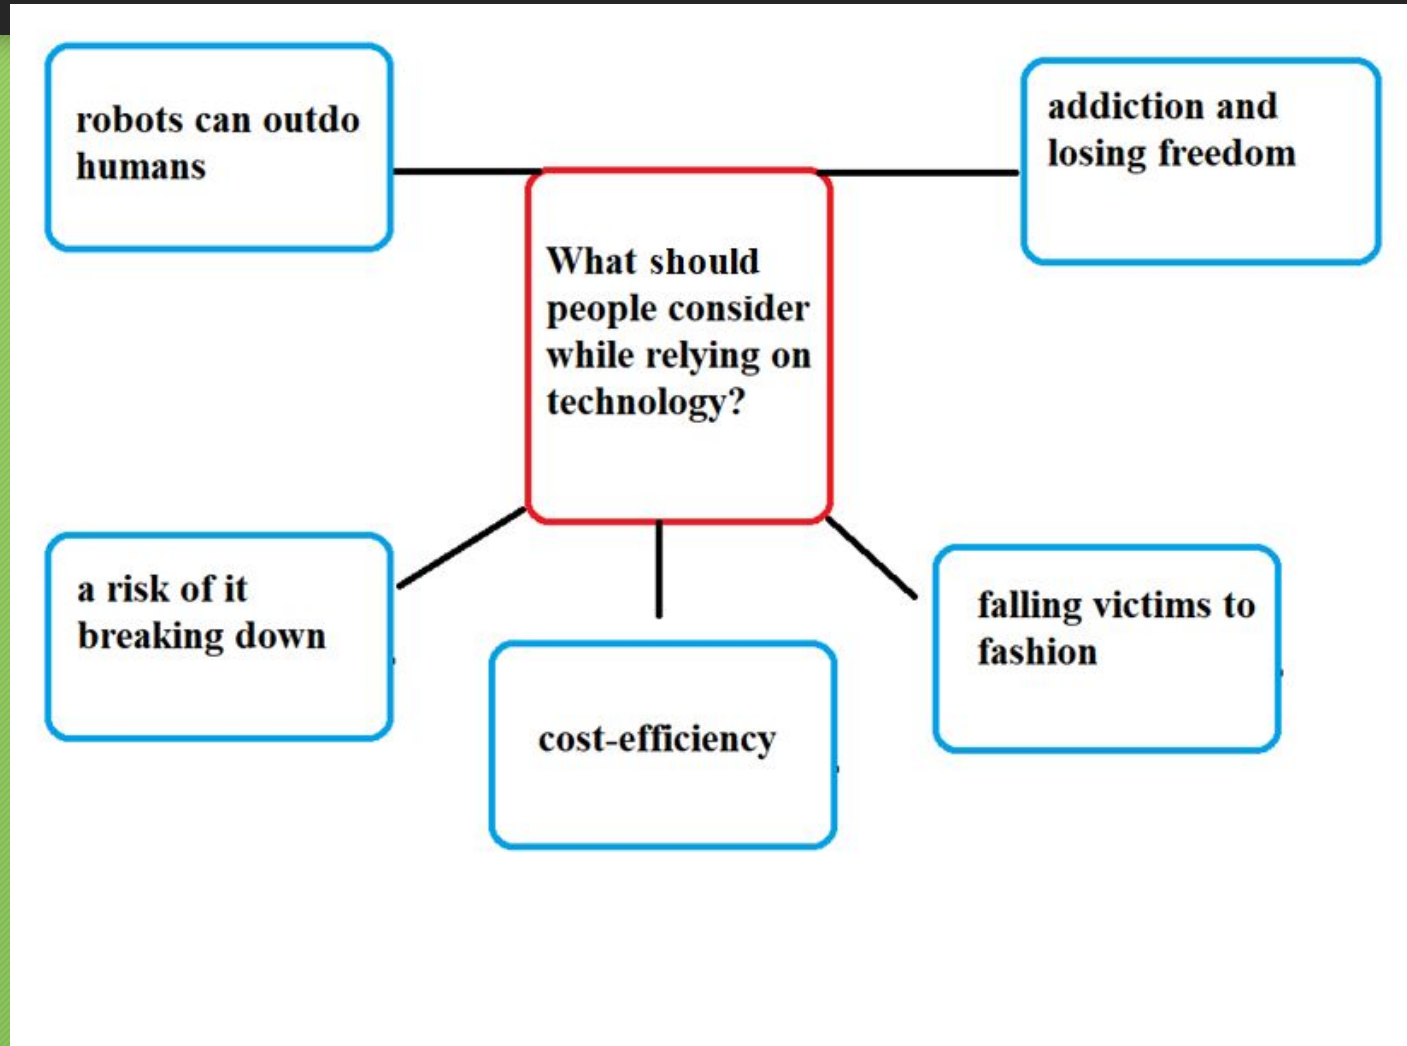 robots can outdo
humans
addiction and
losing freedom
What should
people consider
while relying on
technology?
a risk of it
breaking down
cost-efficiency
falling victims to
fashion